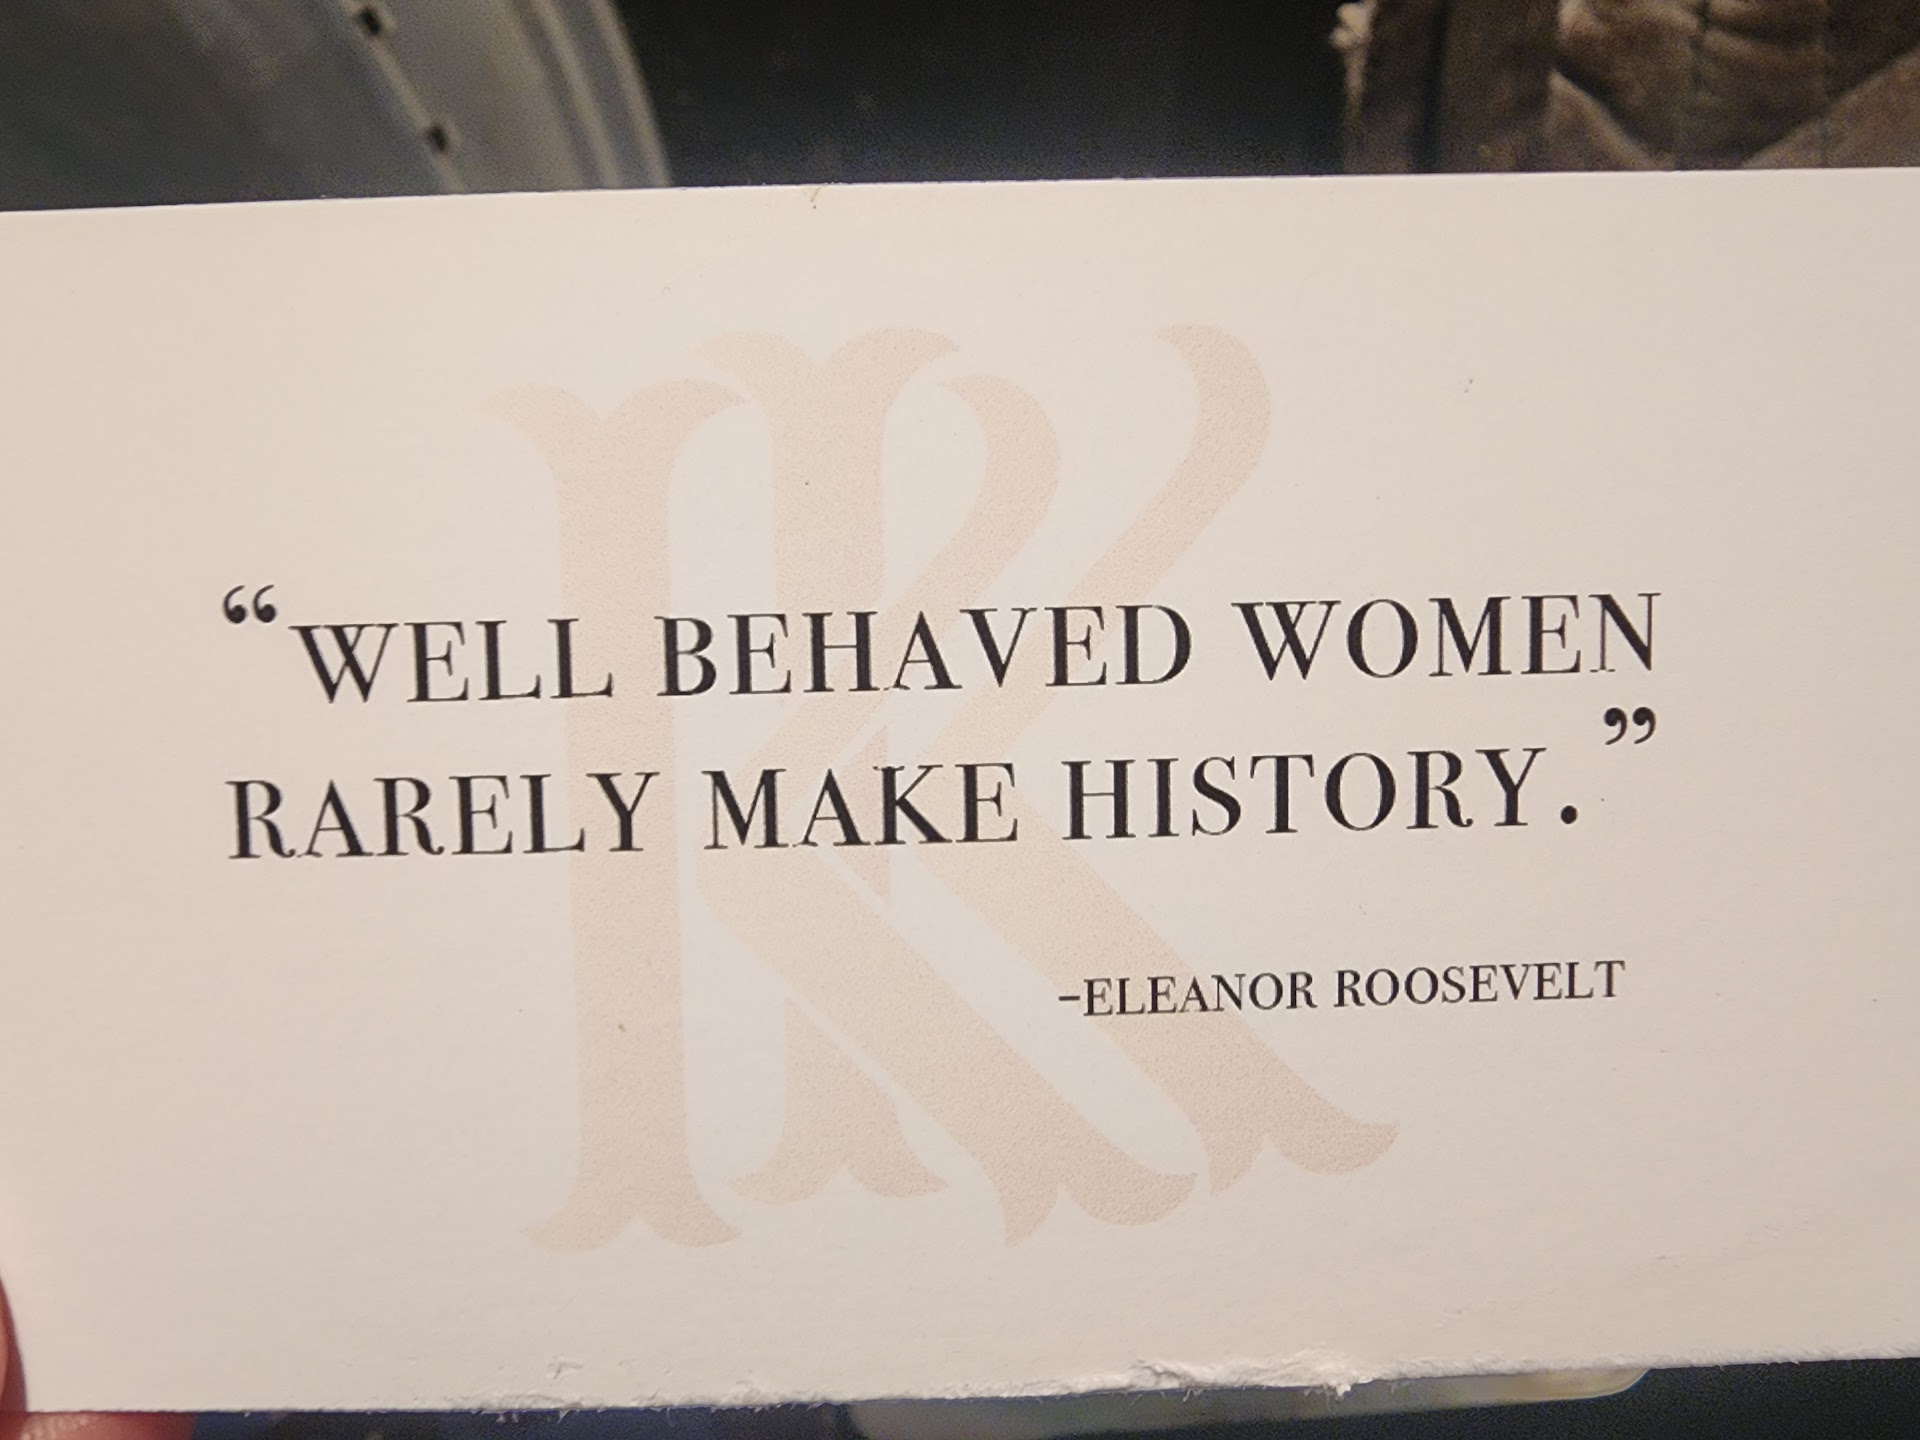 “WELL BEHAVED WOMEN
RARELY MAKE HISTORY.”
-ELEANOR ROOSEVELT